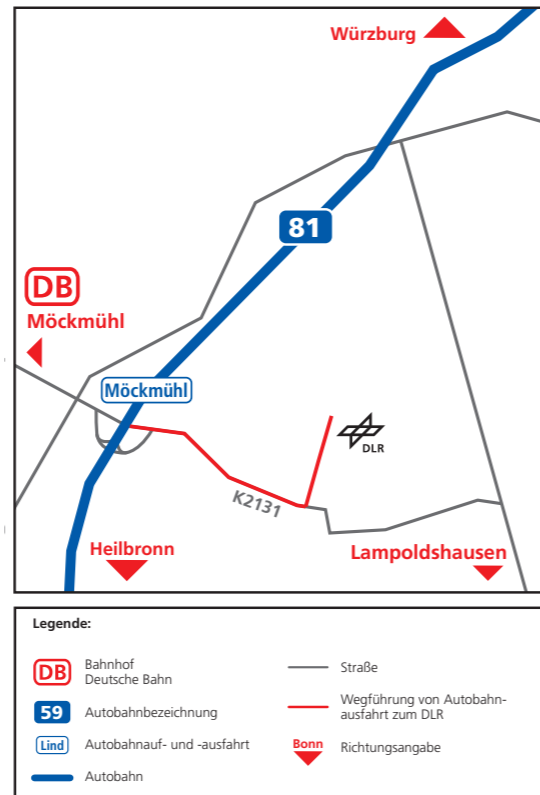 Würzburg
81
DB
Möckmühl
Möckmühl
DLR
K2131
Heilbronn
Lampoldshausen
Legende:
DB
Bahnhof
Deutsche Bahn
59
Autobahnbezeichnung
Lind
Autobahnauf- und -ausfahrt
Autobahn
Straße
Wegführung von Autobahn-
ausfahrt zum DLR
Bonn
Richtungsangabe